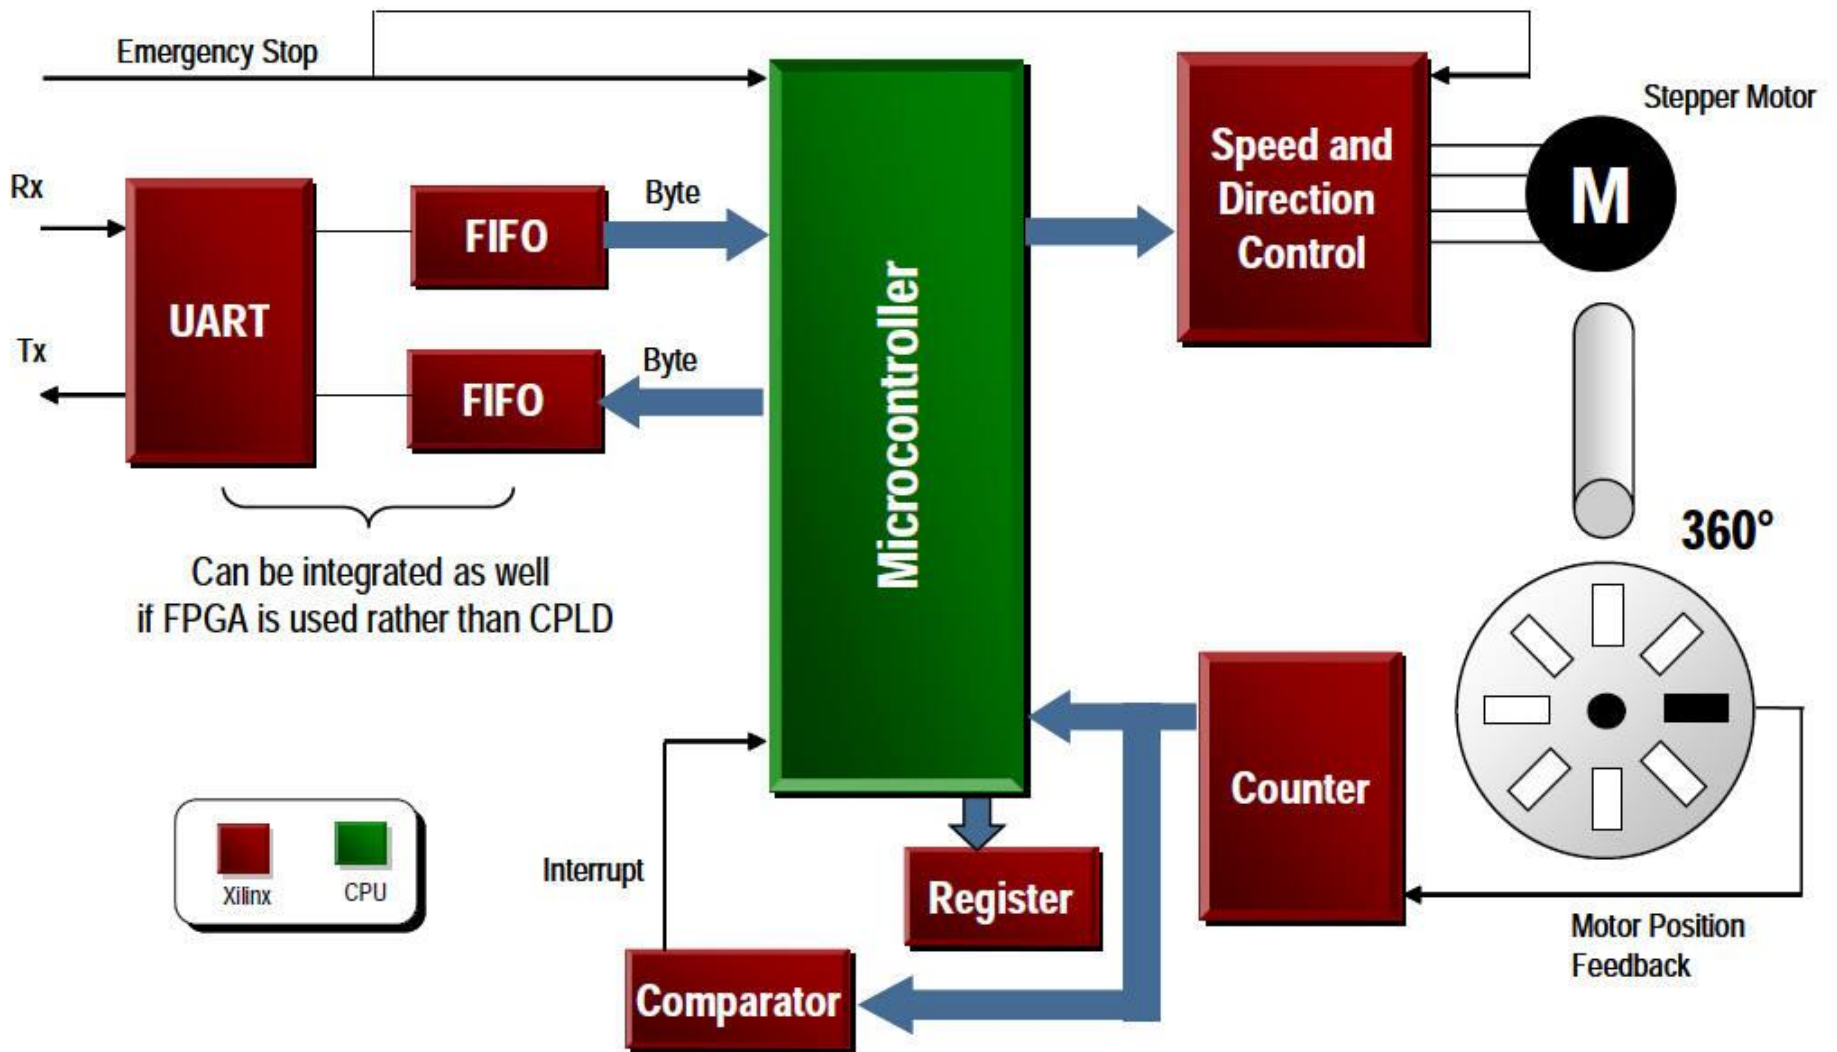 Emergency Stop
Stepper Motor
Speed and
Direction
Control
M
Rx
UART
Tx
FIFO
Byte
FIFO
Byte
Microcontroller
360°
Can be integrated as well
if FPGA is used rather than CPLD
Counter
Xilinx
CPU
Interrupt
Register
Comparator
Motor Position
Feedback